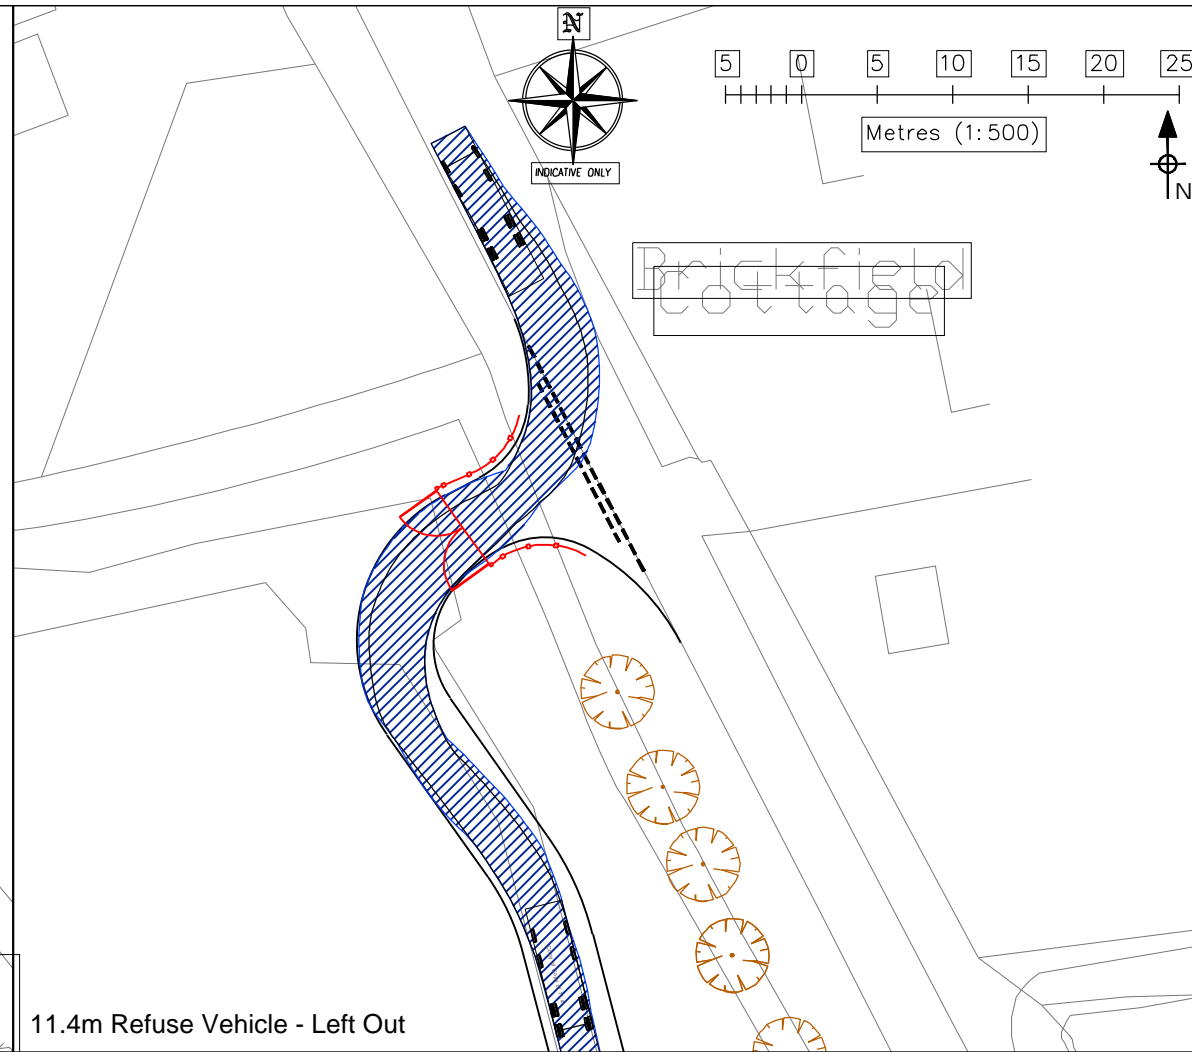 N
5 0 5 10 15 20 25
Metres (1:500)
INDICATIVE ONLY
N
Brickfield
Cottage
11.4m Refuse Vehicle - Left Out